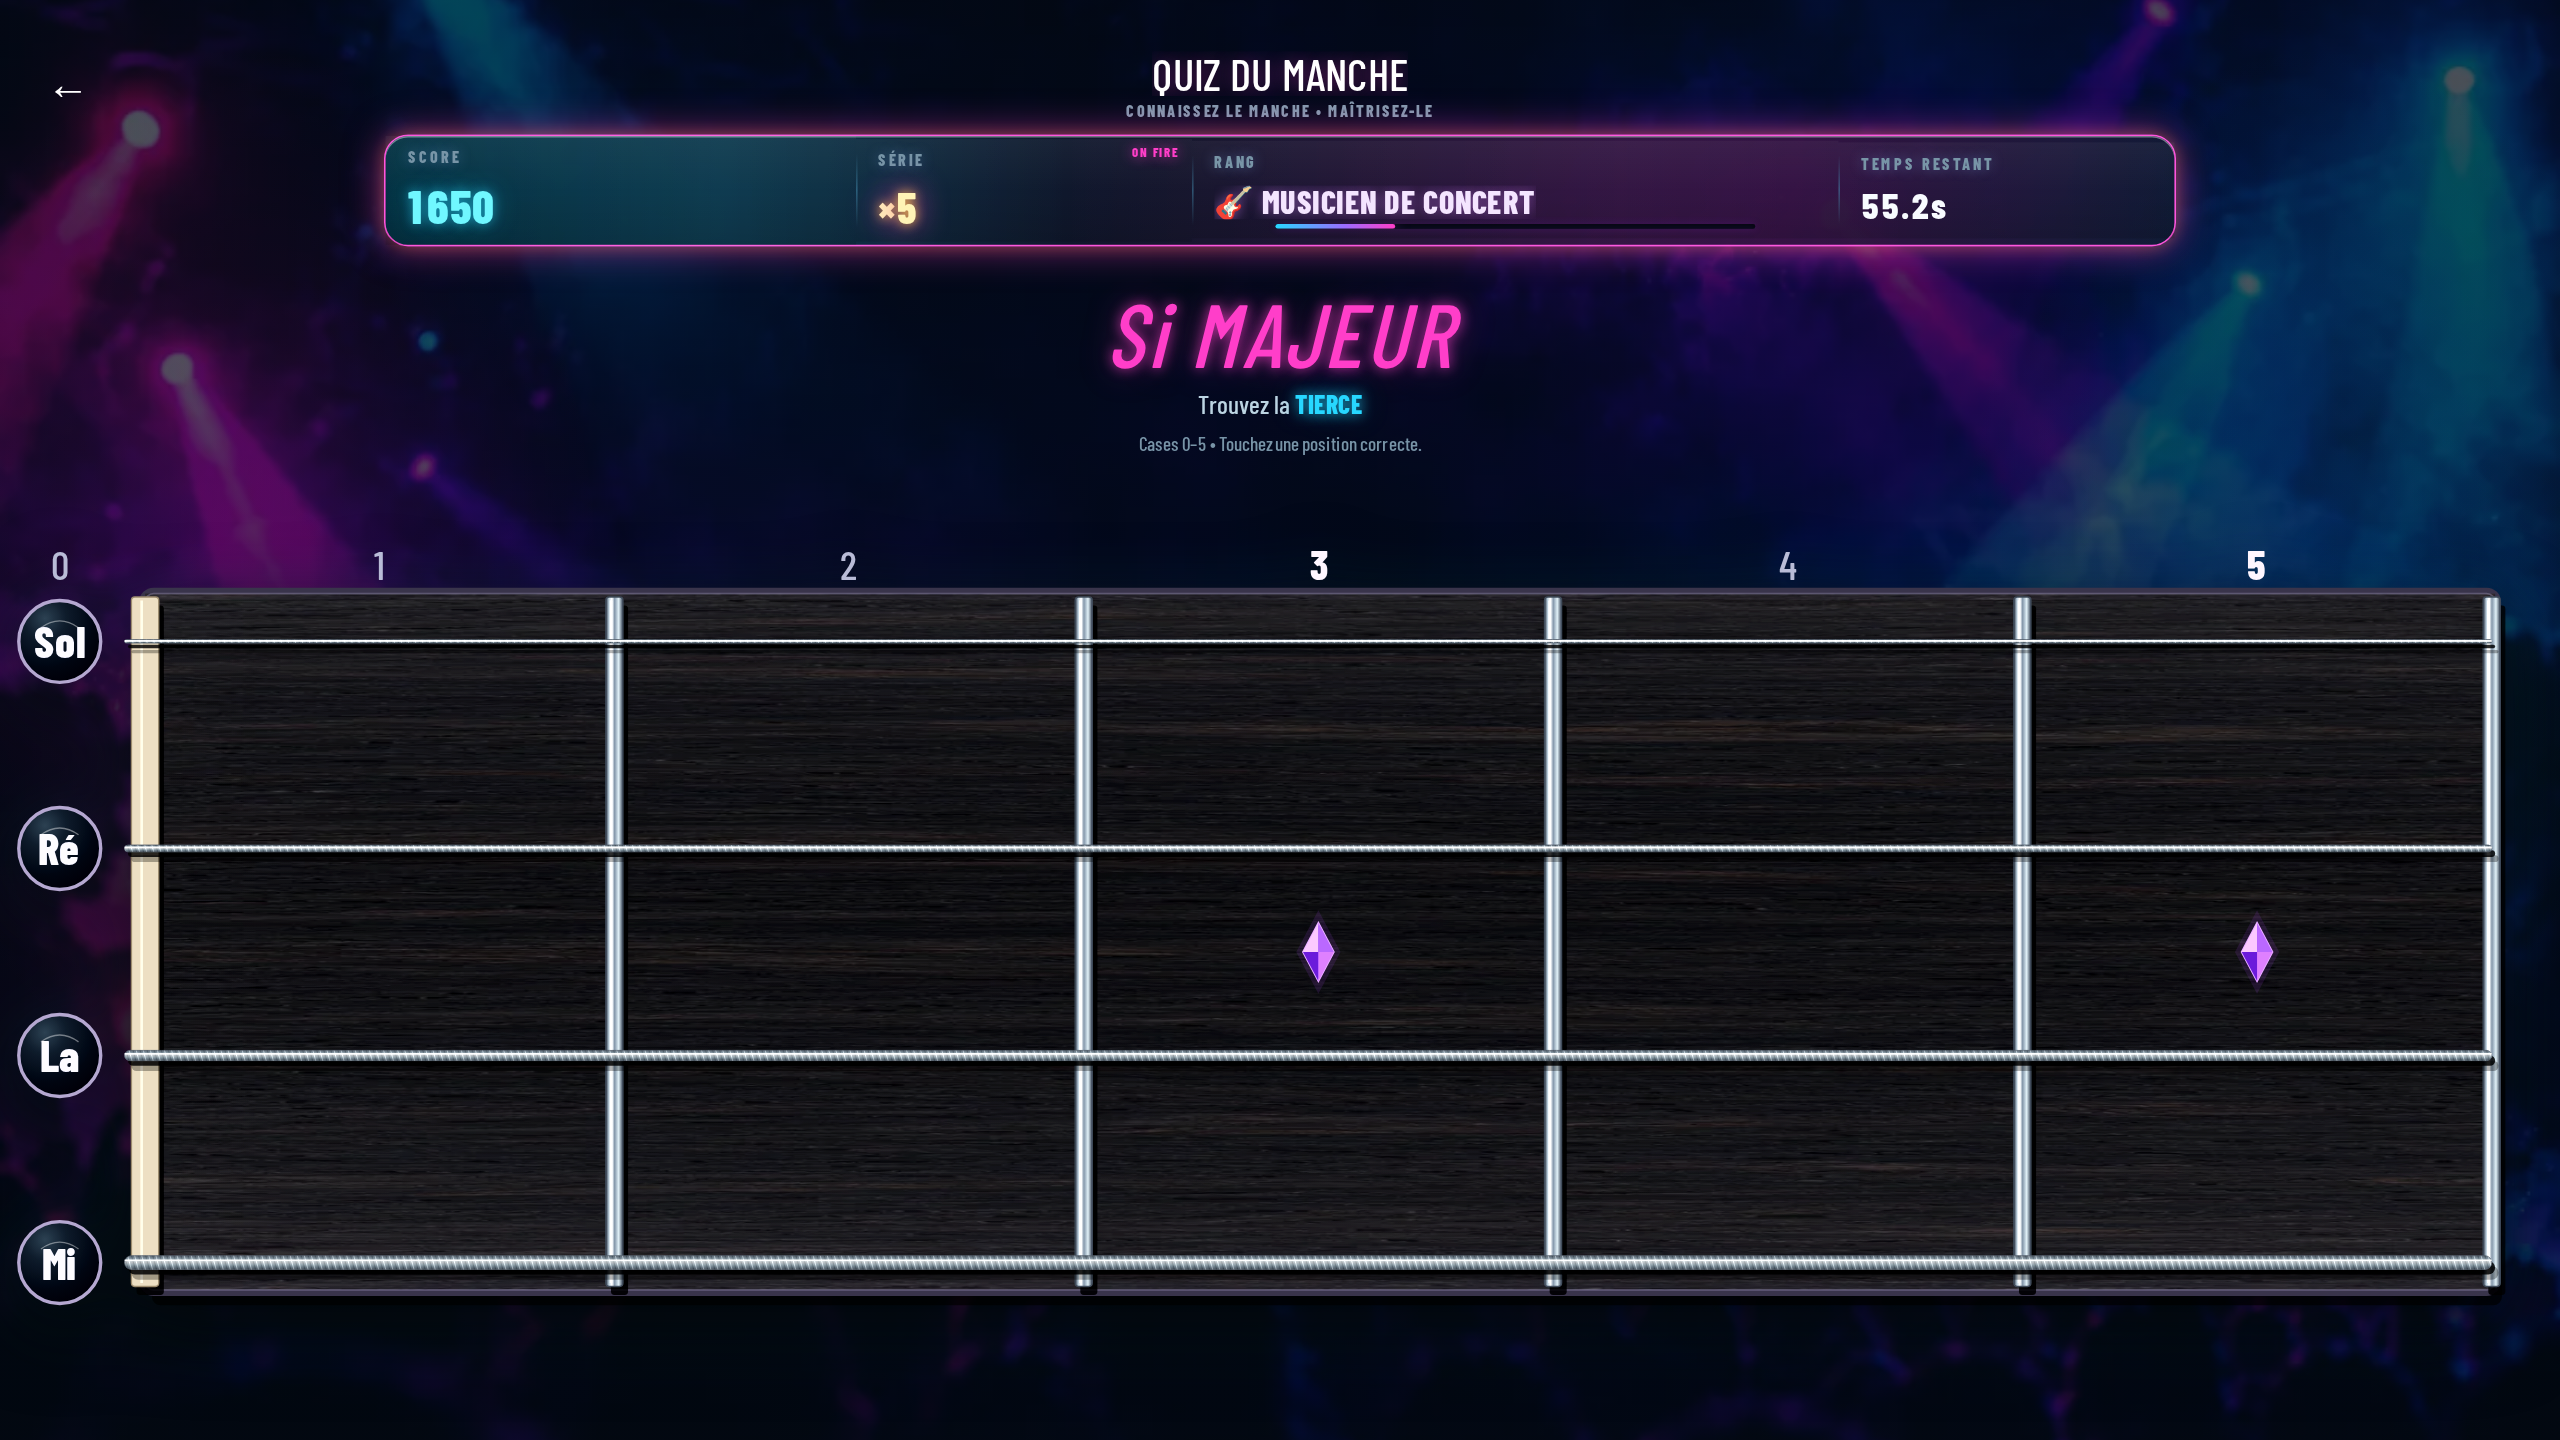 ←
QUIZ DU MANCHE
CONNAISSEZ LE MANCHE • MAÎTRISEZ-LE
SCORE
1650
SÉRIE
×5
ON FIRE
RANG
MUSICIEN DE CONCERT
TEMPS RESTANT
55.2s
Si MAJEUR
Trouvez la TIERCE
Cases 0–5 • Touchez une position correcte.
0 1 2 3 4 5
Sol
Ré
La
Mi